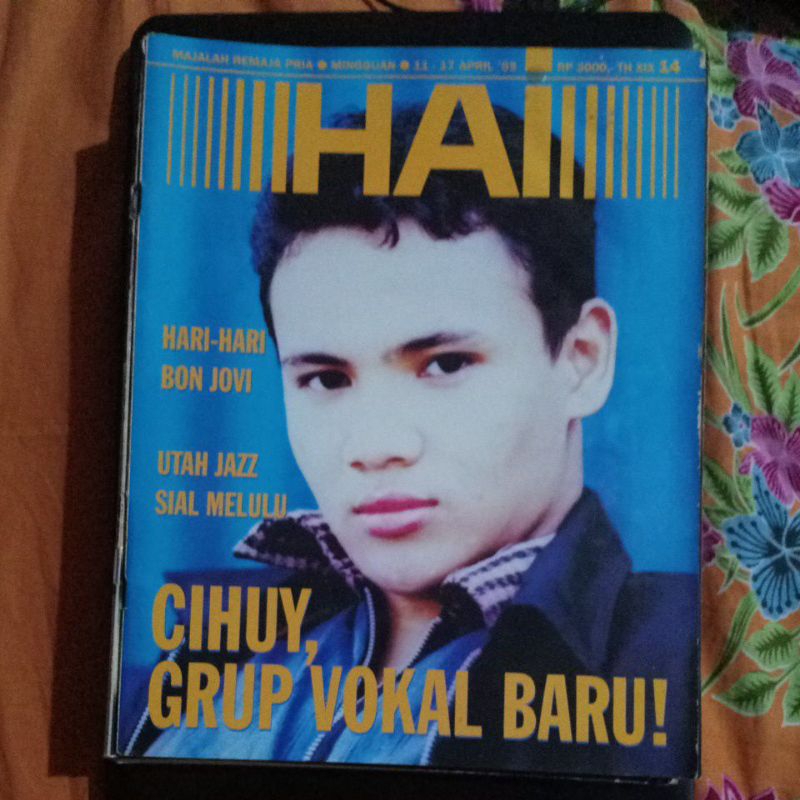 MAJALAH REMAJA PRIA ● MINGGUAN ● 11 - 17 APRIL '95 RP 3000,- TH XIX 14
HAI
HARI-HARI
BON JOVI
UTAH JAZZ
SIAL MELULU
CIHUY,
GRUP VOKAL BARU!